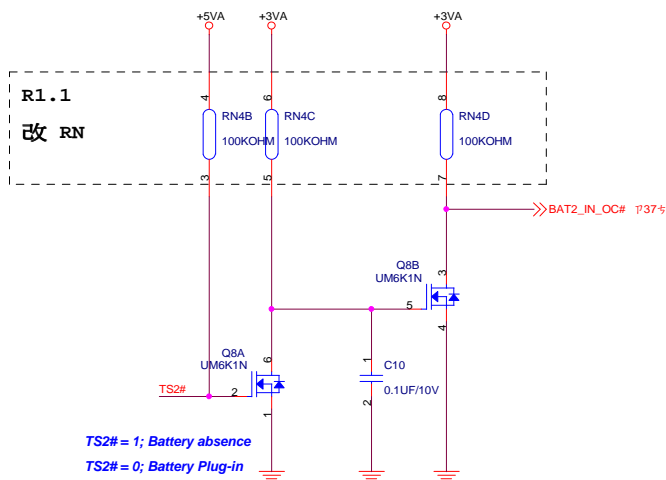 +5VA
+3VA
+3VA
R1.1
改 RN
4
6
8
RN4B
RN4C
RN4D
100KOHM
100KOHM
100KOHM
3
5
7
BAT2_IN_OC#
Q8B
UM6K1N
3
5
4
Q8A
UM6K1N
6
1
C10
TS2#
2
0.1UF/10V
1
2
TS2# = 1; Battery absence
TS2# = 0; Battery Plug-in